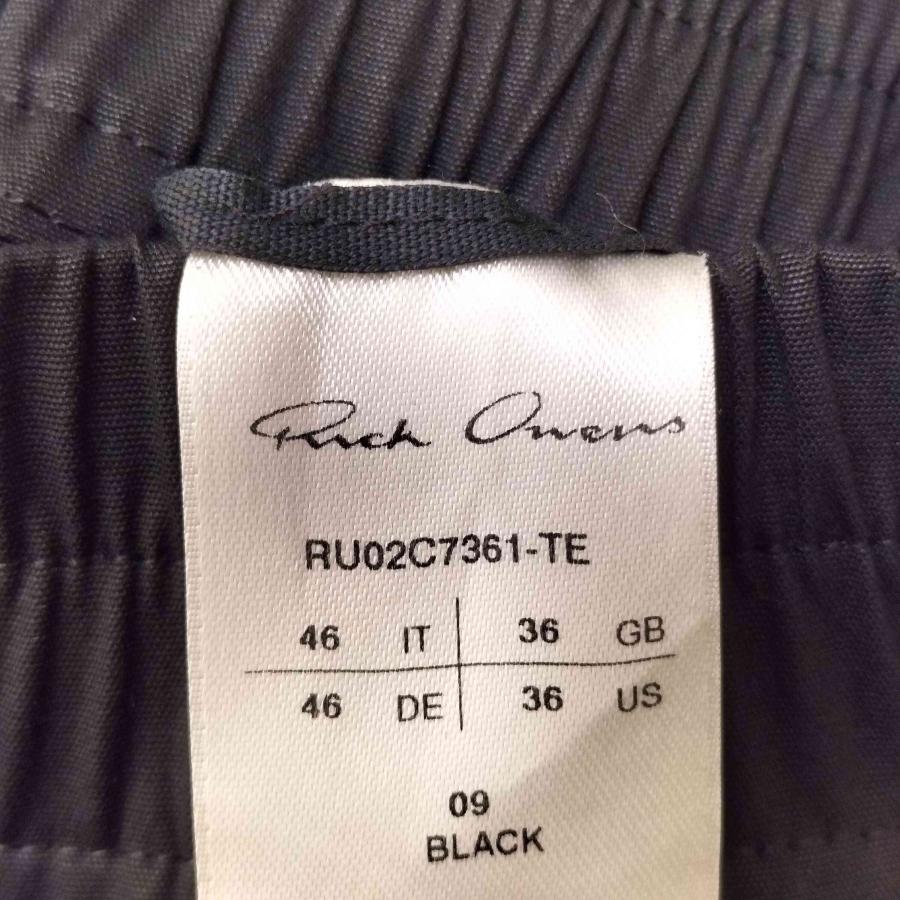 Rick Owens
RU02C7361-TE
46 IT 36 GB
46 DE 36 US
09
BLACK